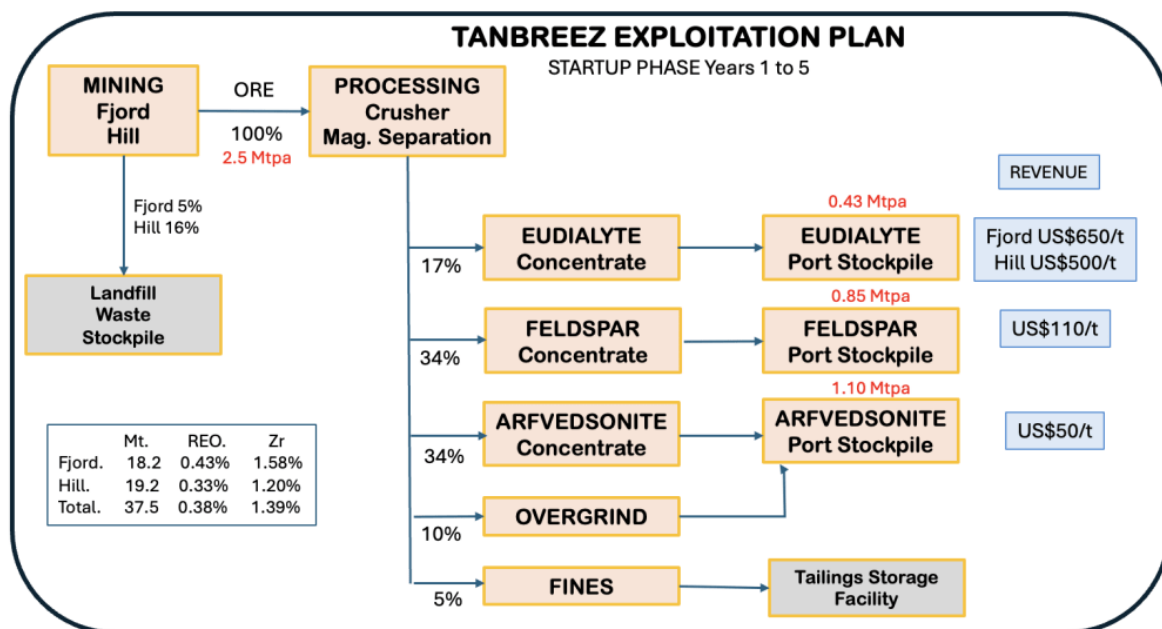 TANBREEZ EXPLOITATION PLAN
STARTUP PHASE Years 1 to 5
MINING
Fjord
Hill
ORE
100%
2.5 Mtpa
PROCESSING
Crusher
Mag. Separation
Fjord 5%
Hill 16%
Landfill
Waste
Stockpile
REVENUE
17%
EUDIALYTE
Concentrate
0.43 Mtpa
EUDIALYTE
Port Stockpile
Fjord US$650/t
Hill US$500/t
34%
FELDSPAR
Concentrate
0.85 Mtpa
FELDSPAR
Port Stockpile
US$110/t
34%
ARFVEDSONITE
Concentrate
1.10 Mtpa
ARFVEDSONITE
Port Stockpile
US$50/t
10%
OVERGRIND
5%
FINES
Tailings Storage
Facility
Mt. REO. Zr
Fjord. 18.2 0.43% 1.58%
Hill. 19.2 0.33% 1.20%
Total. 37.5 0.38% 1.39%